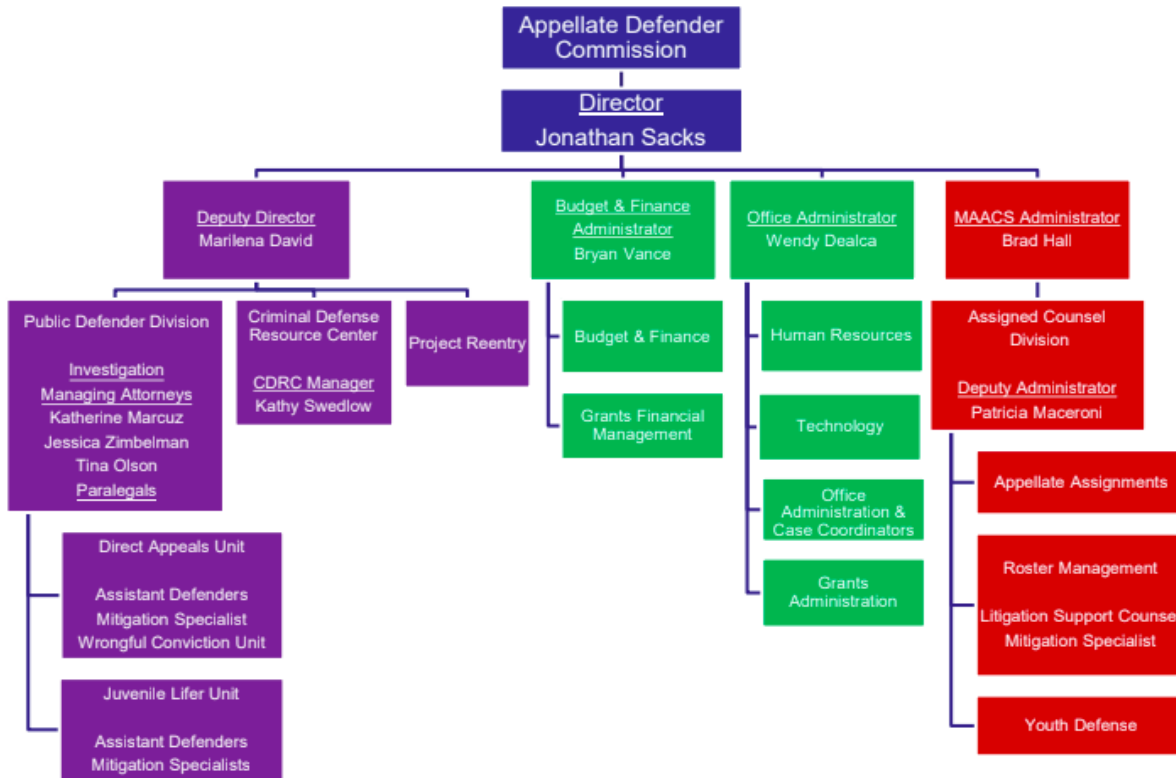 Appellate Defender
Commission
Director
Jonathan Sacks
Deputy Director
Marilena David
Budget & Finance
Administrator
Bryan Vance
Office Administrator
Wendy Dealca
MAACS Administrator
Brad Hall
Public Defender Division
Investigation
Managing Attorneys
Katherine Marcuz
Jessica Zimbelman
Tina Olson
Paralegals
Criminal Defense
Resource Center
CDRC Manager
Kathy Swedlow
Project Reentry
Budget & Finance
Grants Financial
Management
Human Resources
Technology
Office
Administration &
Case Coordinators
Grants
Administration
Assigned Counsel
Division
Deputy Administrator
Patricia Maceroni
Appellate Assignments
Roster Management
Litigation Support Counse
Mitigation Specialist
Youth Defense
Direct Appeals Unit
Assistant Defenders
Mitigation Specialist
Wrongful Conviction Unit
Juvenile Lifer Unit
Assistant Defenders
Mitigation Specialists